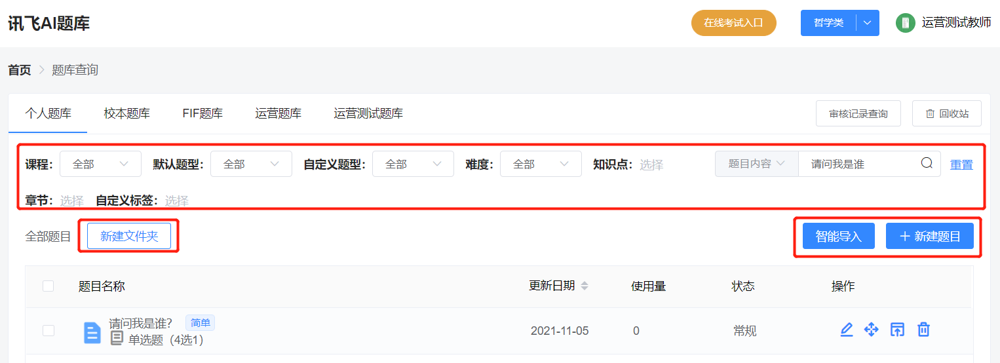 讯飞AI题库 在线考试入口 哲学类 运营测试教师
首页 > 题库查询
个人题库 校本题库 FIF题库 运营题库 运营测试题库 审核记录查询 回收站
课程： 全部 默认题型： 全部 自定义题型： 全部 难度： 全部 知识点： 选择 题目内容 请问我是谁 重置
章节： 选择 自定义标签： 选择
全部题目 新建文件夹 智能导入 + 新建题目
题目名称 更新日期 使用量 状态 操作
请问我是谁? 简单
单选题（4选1） 2021-11-05 0 常规